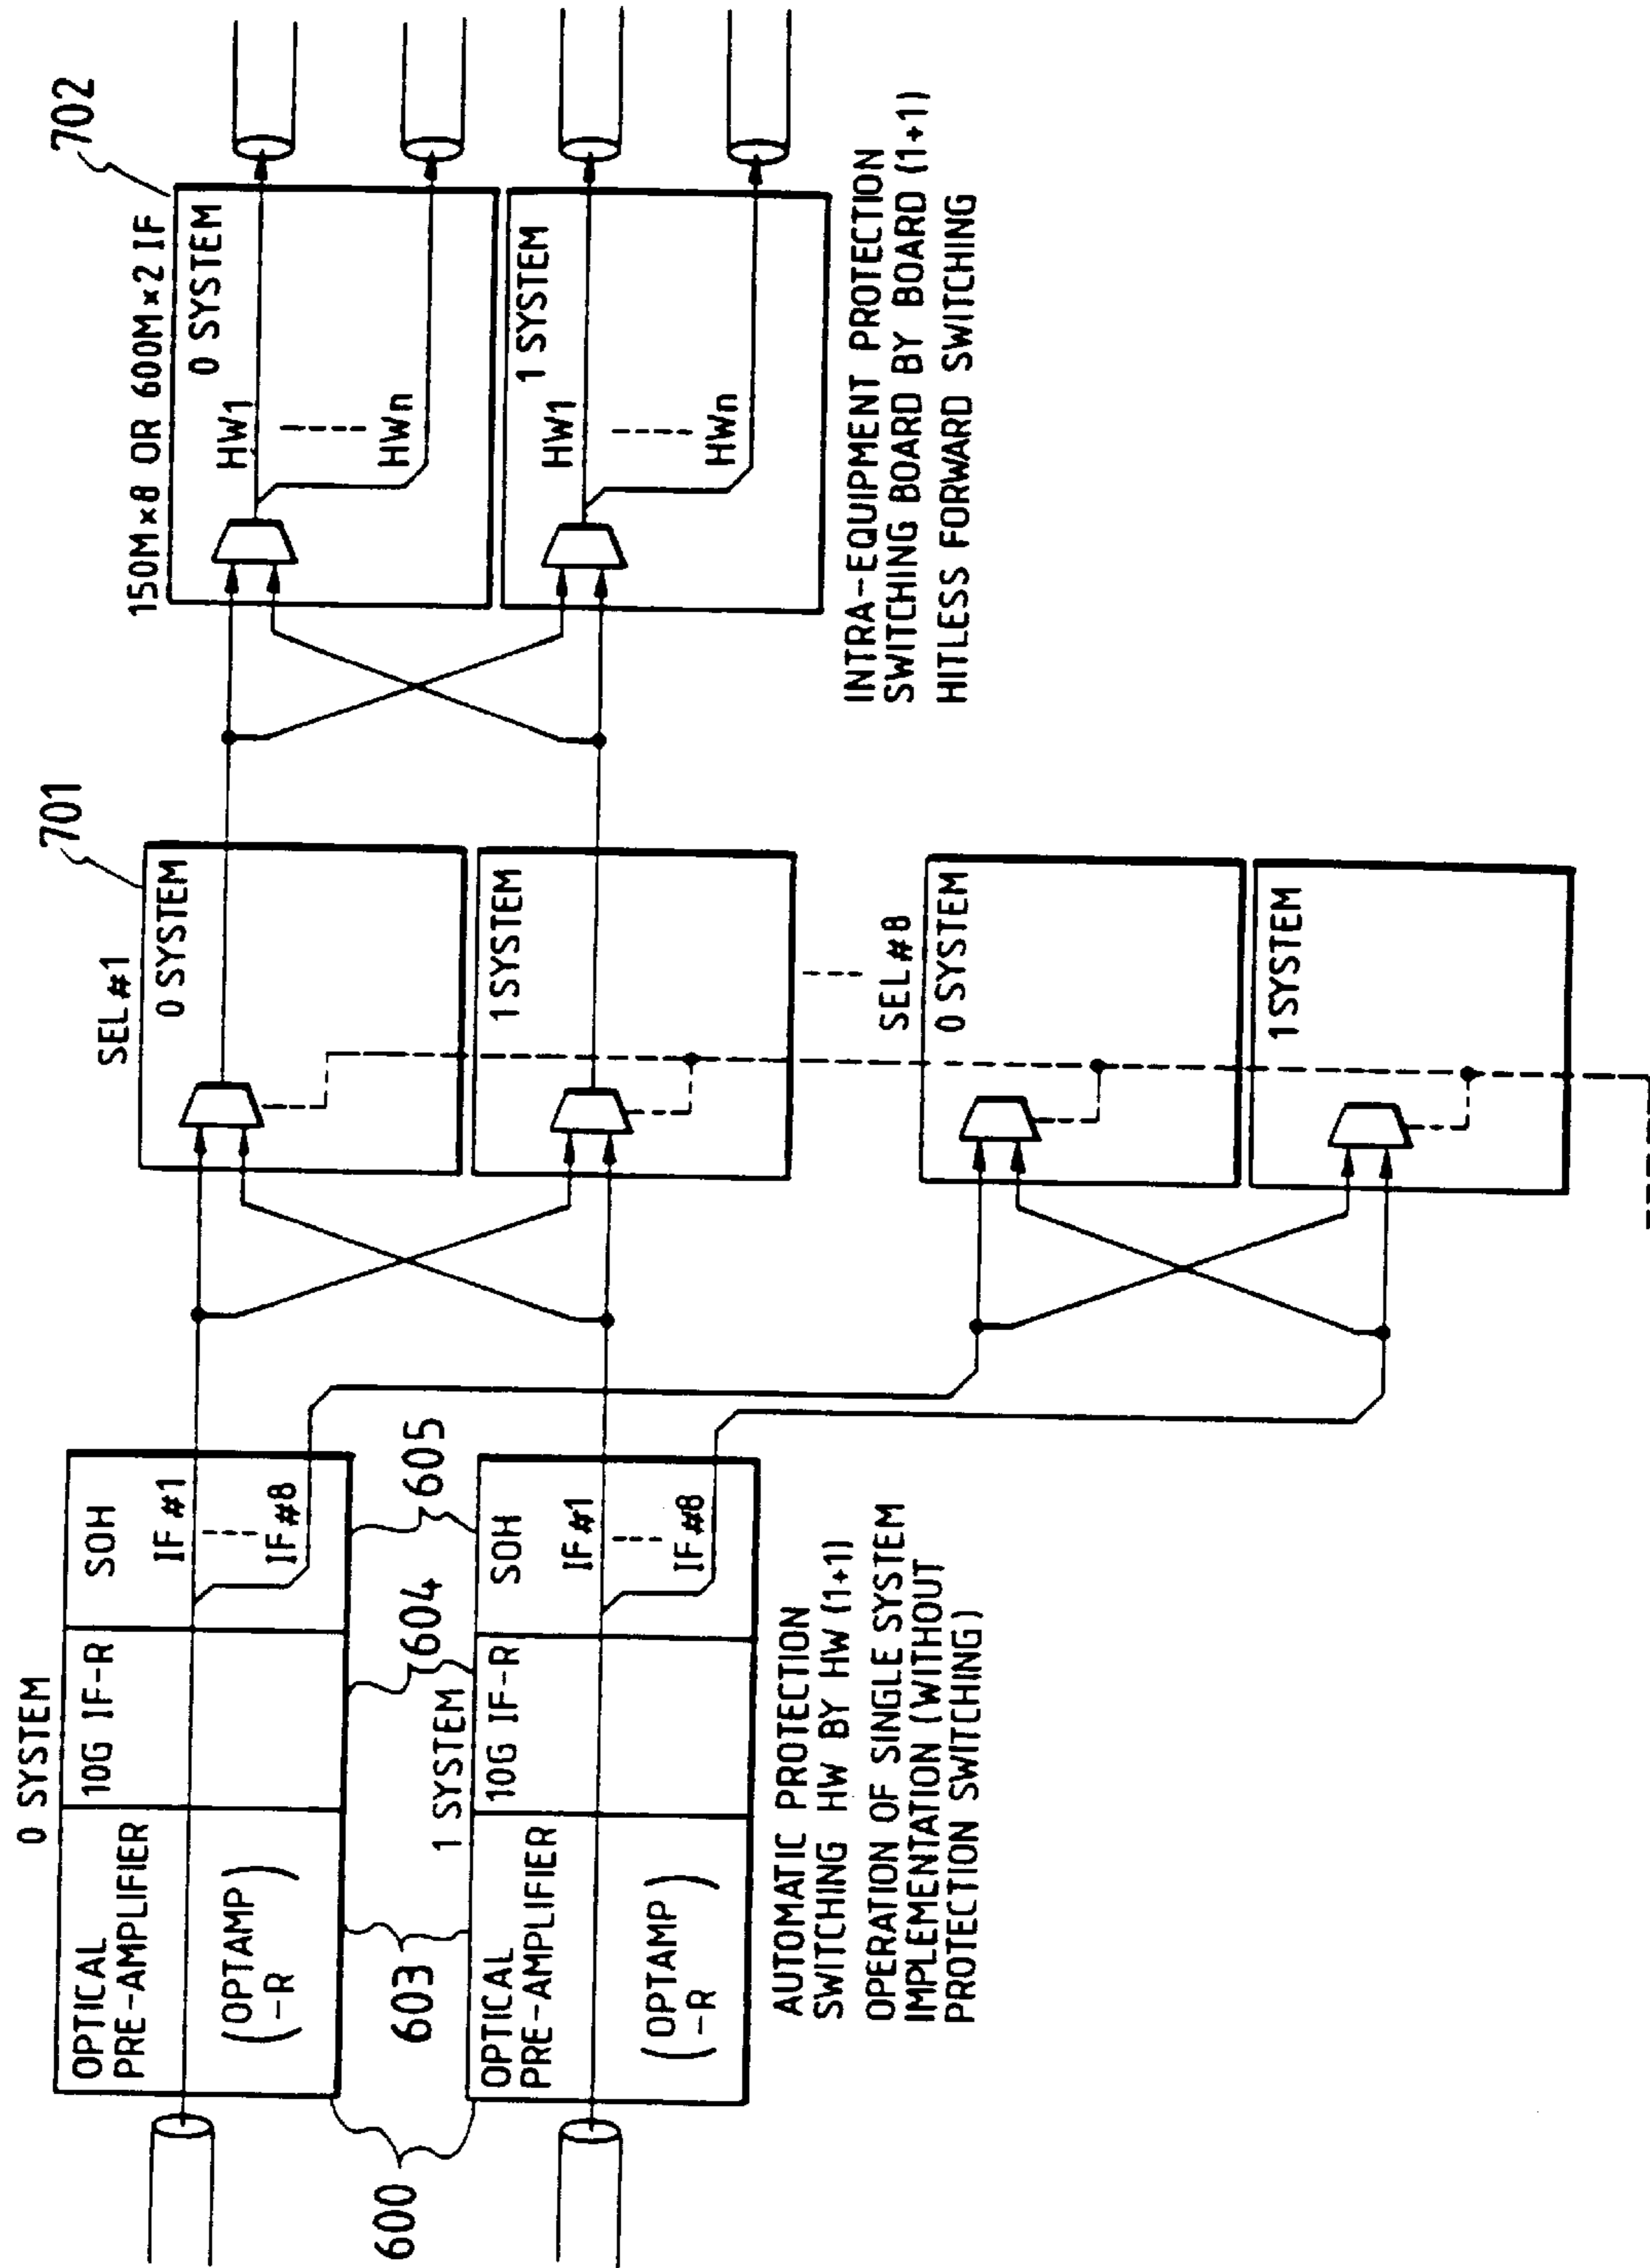 0 SYSTEM
OPTICAL
PRE-AMPLIFIER
(OPTAMP
-R)
10G IF-R
SOH
IF #1
IF #8
600
603
604
605
1 SYSTEM
OPTICAL
PRE-AMPLIFIER
(OPTAMP
-R)
10G IF-R
SOH
IF #1
IF #8
AUTOMATIC PROTECTION
SWITCHING HW BY HW (1+1)
OPERATION OF SINGLE SYSTEM
IMPLEMENTATION (WITHOUT
PROTECTION SWITCHING)
701
SEL #1
0 SYSTEM
1 SYSTEM
SEL #8
0 SYSTEM
1 SYSTEM
702
150M×8 OR 600M×2 IF
0 SYSTEM
HW1
HWn
1 SYSTEM
HW1
HWn
INTRA-EQUIPMENT PROTECTION
SWITCHING BOARD BY BOARD (1+1)
HITLESS FORWARD SWITCHING